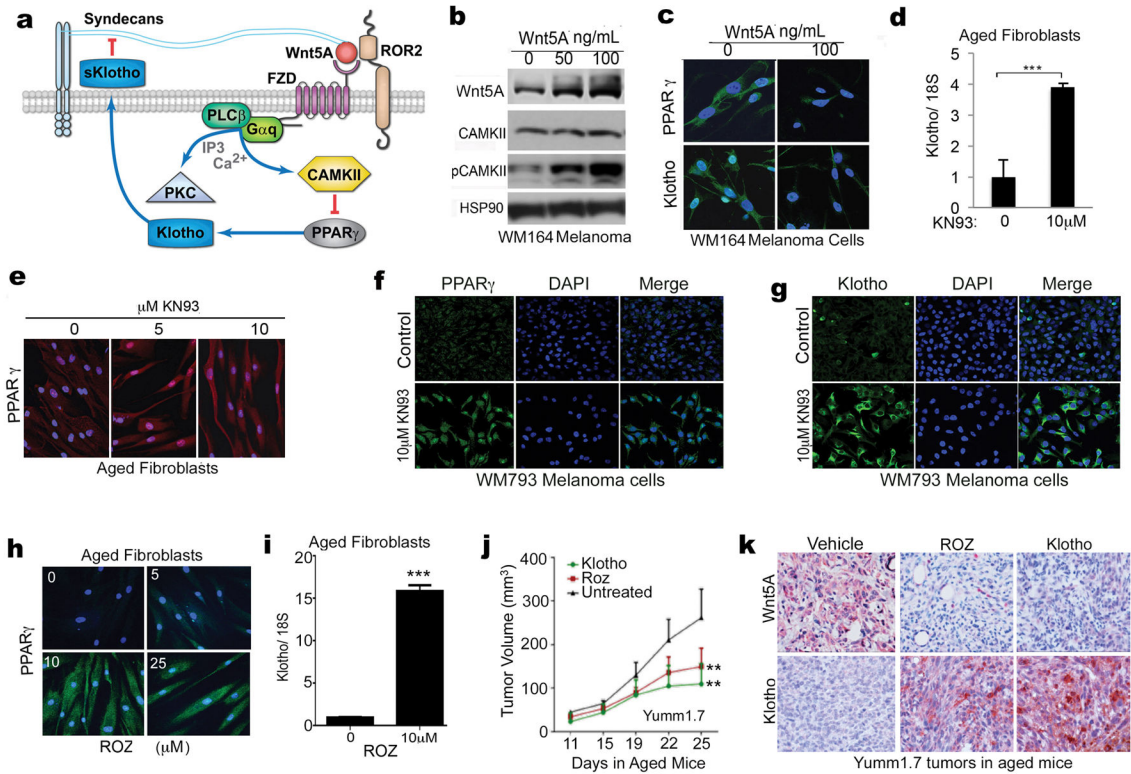 a
Syndecans
Wnt5A
ROR2
sKlotho
FZD
PLCβ
Gαq
IP3
Ca2+
PKC
CAMKII
Klotho
PPARγ
b
Wnt5A ng/mL
0 50 100
Wnt5A
CAMKII
pCAMKII
HSP90
WM164 Melanoma
c
Wnt5A ng/mL
0 100
PPAR γ
Klotho
WM164 Melanoma Cells
d
Aged Fibroblasts
***
Klotho/ 18S
5
4
3
2
1
0
KN93: 0 10µM
e
µM KN93
0 5 10
PPAR γ
Aged Fibroblasts
f
PPARγ DAPI Merge
Control
10µM KN93
WM793 Melanoma cells
g
Klotho DAPI Merge
Control
10µM KN93
WM793 Melanoma cells
h
Aged Fibroblasts
0 5
10 25
PPARγ
ROZ (µM)
i
Aged Fibroblasts
***
Klotho/ 18S
20
15
10
5
0
0 10µM
ROZ
j
Klotho
Roz
Untreated
Tumor Volume (mm3)
400
300
200
100
0
**
**
Yumm1.7
11 15 19 22 25
Days in Aged Mice
k
Vehicle ROZ Klotho
Wnt5A
Klotho
Yumm1.7 tumors in aged mice